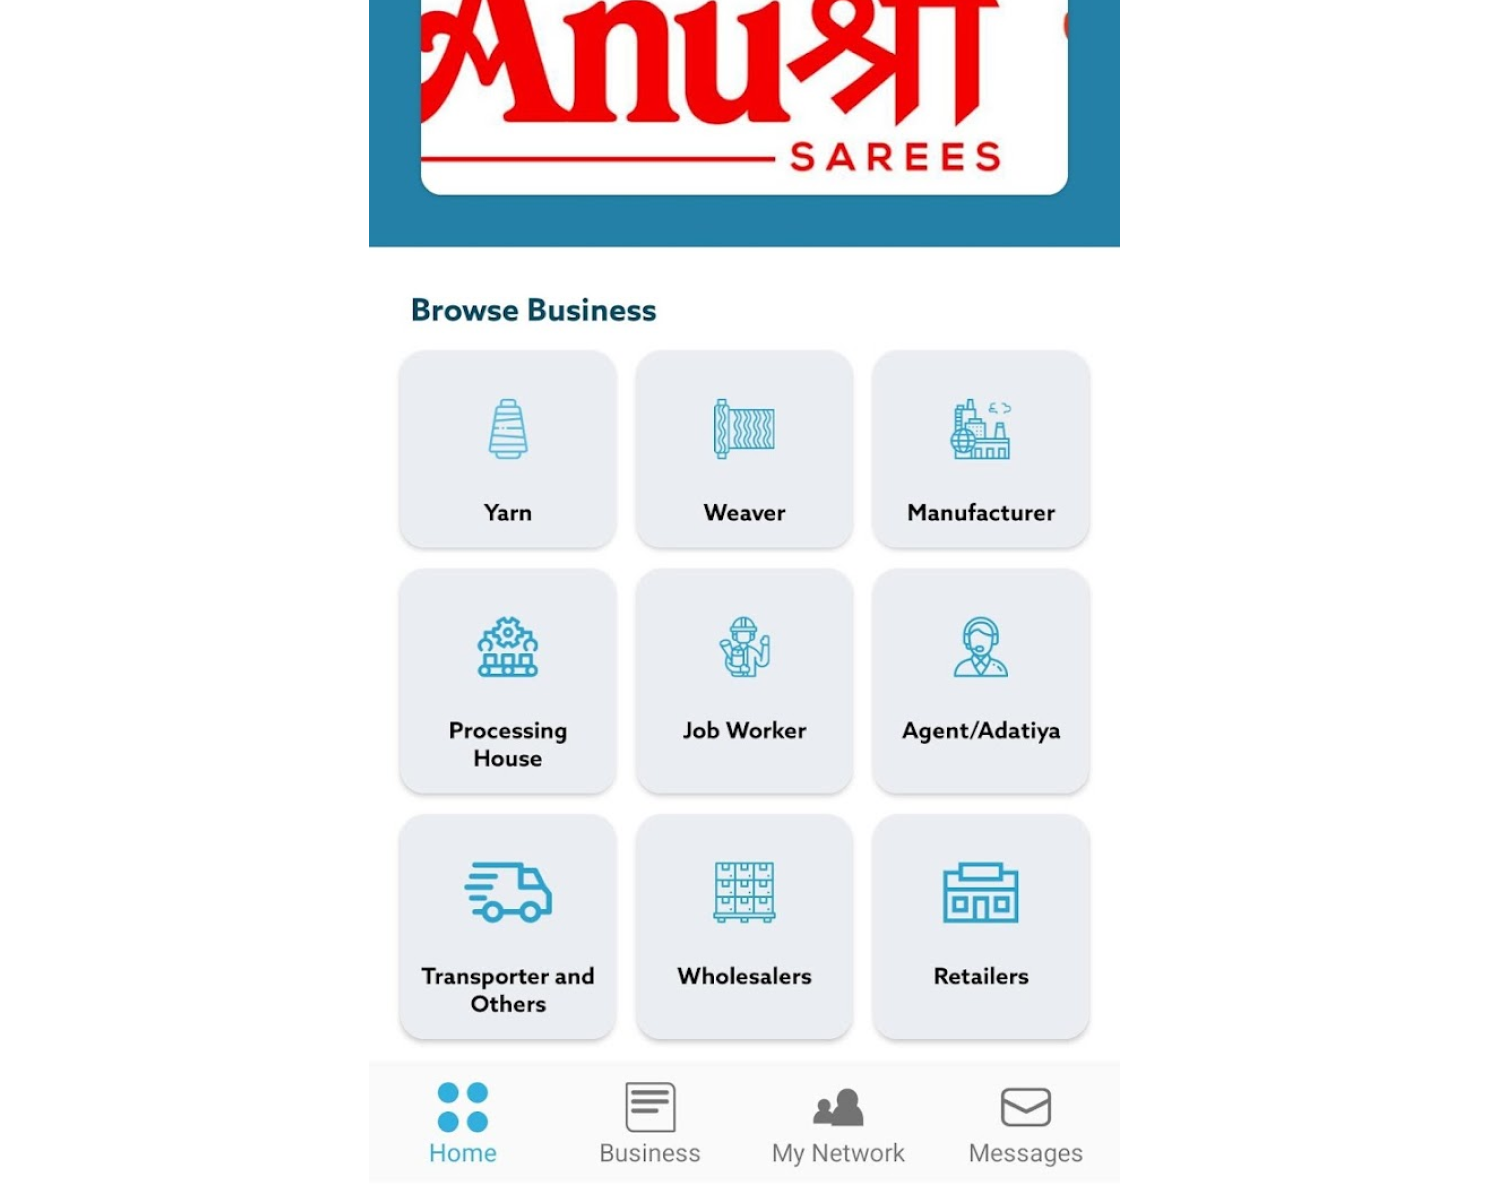 Anuश्री
SAREES
Browse Business
Yarn
Weaver
Manufacturer
Processing
House
Job Worker
Agent/Adatiya
Transporter and
Others
Wholesalers
Retailers
Home
Business
My Network
Messages